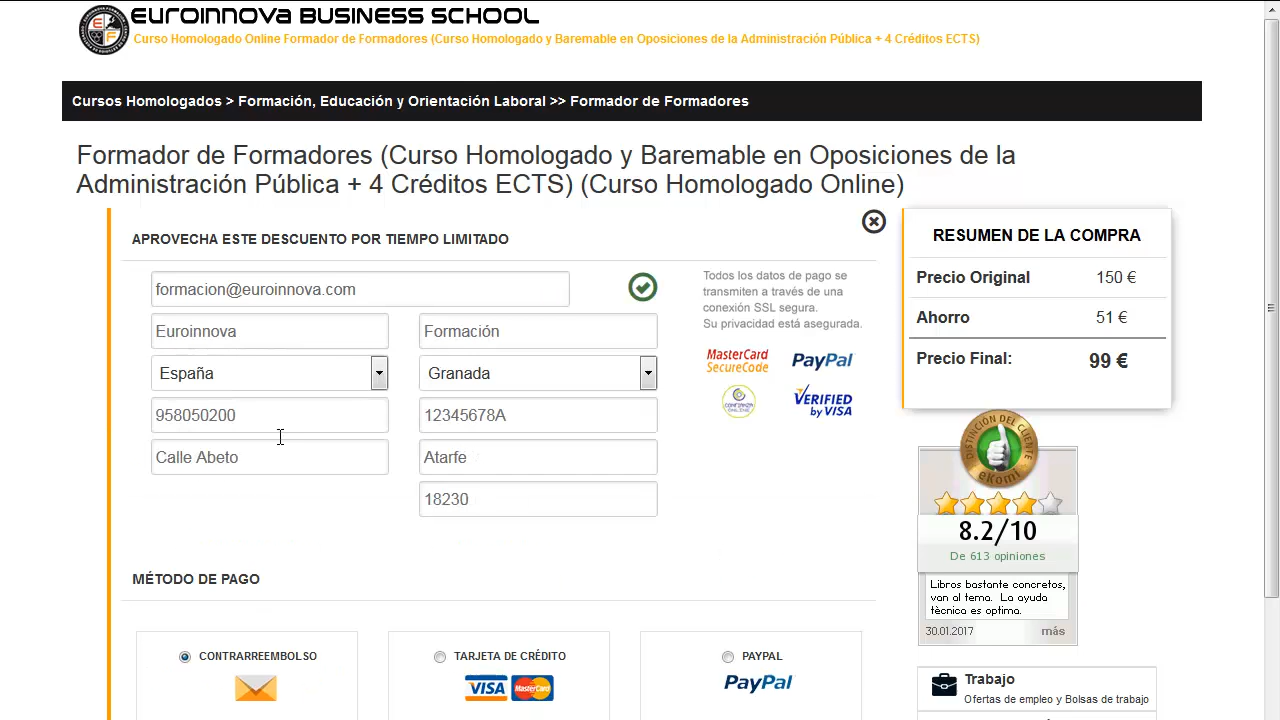 EUROINNOVA BUSINESS SCHOOL
Curso Homologado Online Formador de Formadores (Curso Homologado y Baremable en Oposiciones de la Administración Pública + 4 Créditos ECTS)
Cursos Homologados > Formación, Educación y Orientación Laboral >> Formador de Formadores
Formador de Formadores (Curso Homologado y Baremable en Oposiciones de la
Administración Pública + 4 Créditos ECTS) (Curso Homologado Online)
APROVECHA ESTE DESCUENTO POR TIEMPO LIMITADO
formacion@euroinnova.com
Euroinnova
Formación
España
Granada
958050200
12345678A
Calle Abeto
Atarfe
18230
Todos los datos de pago se
transmiten a través de una
conexión SSL segura.
Su privacidad está asegurada.
MasterCard
SecureCode
PayPal
CONFIANZA
ONLINE
VERIFIED
by VISA
MÉTODO DE PAGO
CONTRARREEMBOLSO
TARJETA DE CRÉDITO
VISA
MasterCard
PAYPAL
PayPal
RESUMEN DE LA COMPRA
Precio Original 150 €
Ahorro 51 €
Precio Final: 99 €
DISTINCIÓN DEL CLIENTE
eKomi
8.2/10
De 613 opiniones
Libros bastante concretos,
van al tema. La ayuda
tècnica es optima.
30.01.2017 más
Trabajo
Ofertas de empleo y Bolsas de trabajo